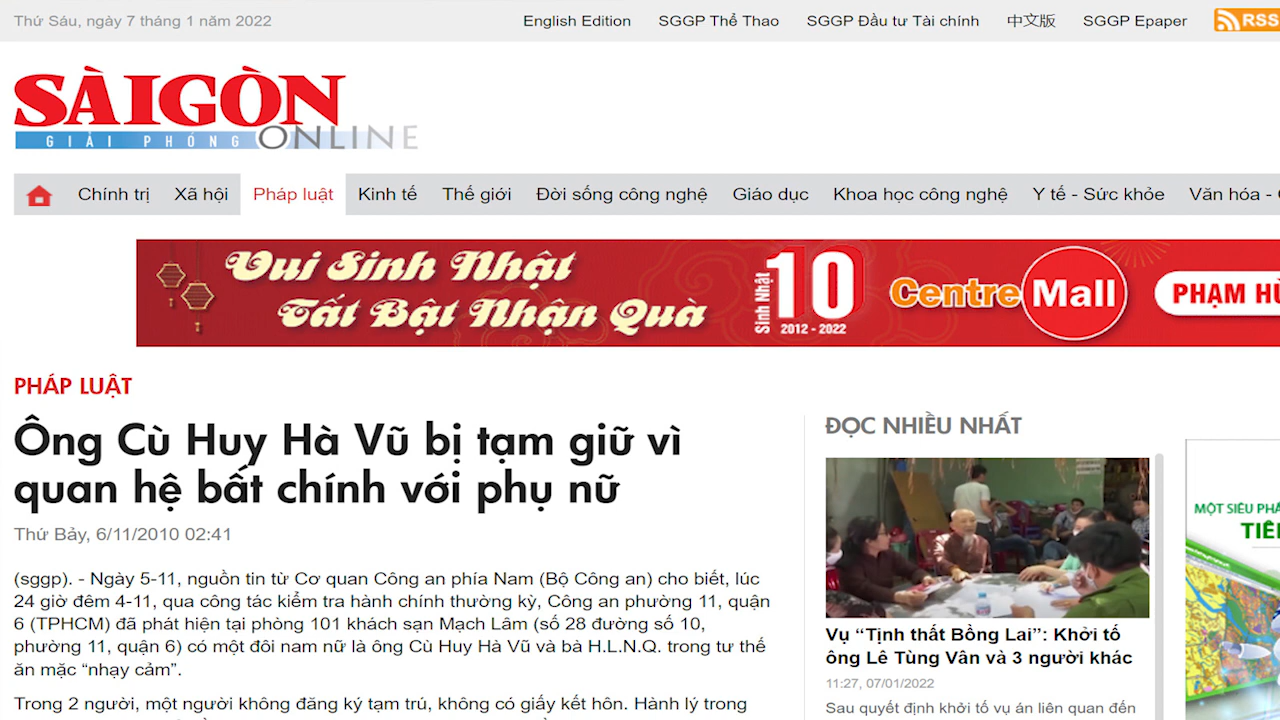 Thứ Sáu, ngày 7 tháng 1 năm 2022
English Edition SGGP Thể Thao SGGP Đầu tư Tài chính 中文版 SGGP Epaper RSS
SÀIGÒN
GIẢI PHÓNG ONLINE
Chính trị Xã hội Pháp luật Kinh tế Thế giới Đời sống công nghệ Giáo dục Khoa học công nghệ Y tế - Sức khỏe Văn hóa -
Vui Sinh Nhật
Tất Bật Nhận Quà
Sinh Nhật 10
2012 - 2022
Centre Mall
PHẠM HÙ
PHÁP LUẬT
Ông Cù Huy Hà Vũ bị tạm giữ vì
quan hệ bất chính với phụ nữ
Thứ Bảy, 6/11/2010 02:41
(sggp). - Ngày 5-11, nguồn tin từ Cơ quan Công an phía Nam (Bộ Công an) cho biết, lúc
24 giờ đêm 4-11, qua công tác kiểm tra hành chính thường kỳ, Công an phường 11, quận
6 (TPHCM) đã phát hiện tại phòng 101 khách sạn Mạch Lâm (số 28 đường số 10,
phường 11, quận 6) có một đôi nam nữ là ông Cù Huy Hà Vũ và bà H.L.N.Q. trong tư thế
ăn mặc “nhạy cảm”.
Trong 2 người, một người không đăng ký tạm trú, không có giấy kết hôn. Hành lý trong
ĐỌC NHIỀU NHẤT
Vụ “Tịnh thất Bồng Lai”: Khởi tố
ông Lê Tùng Vân và 3 người khác
11:27, 07/01/2022
Sau quyết định khởi tố vụ án liên quan đến
MỘT SIÊU PHẨ
TIÊ